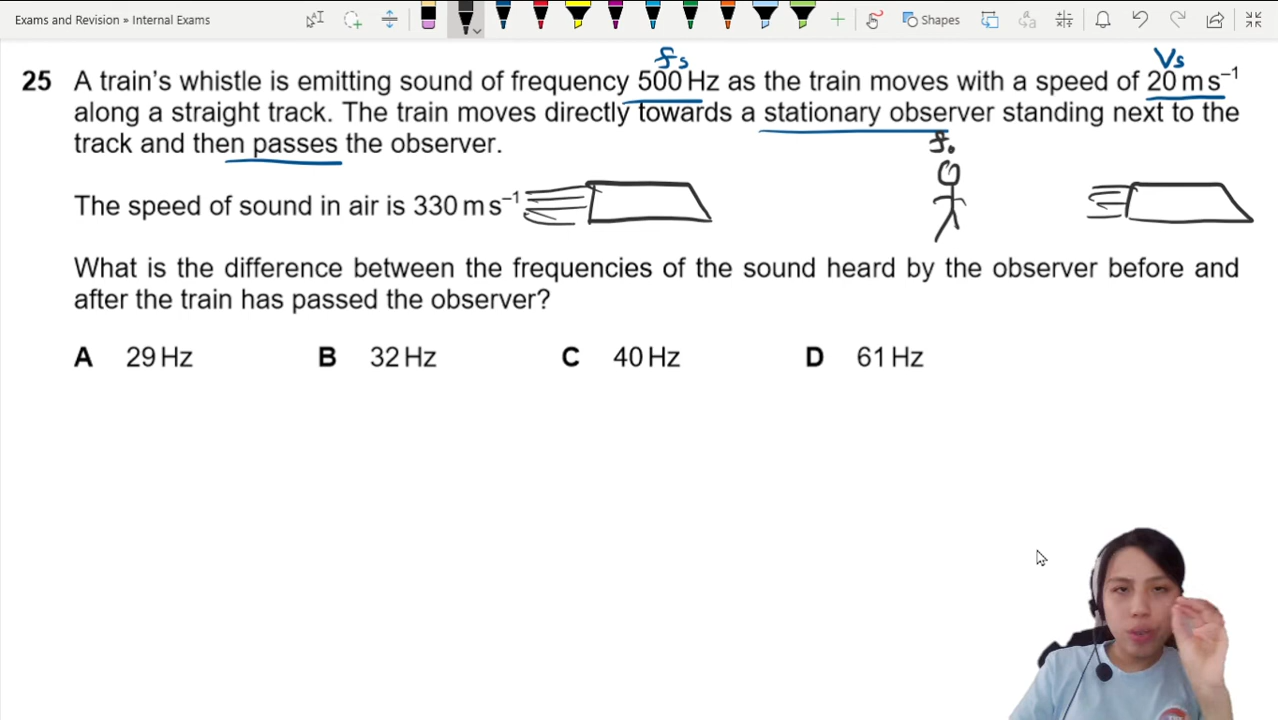 Exams and Revision » Internal Exams
Shapes
fs
Vs
25 A train's whistle is emitting sound of frequency 500 Hz as the train moves with a speed of 20 m s⁻¹
along a straight track. The train moves directly towards a stationary observer standing next to the
track and then passes the observer.
fo
The speed of sound in air is 330 m s⁻¹
What is the difference between the frequencies of the sound heard by the observer before and
after the train has passed the observer?
A 29 Hz B 32 Hz C 40 Hz D 61 Hz